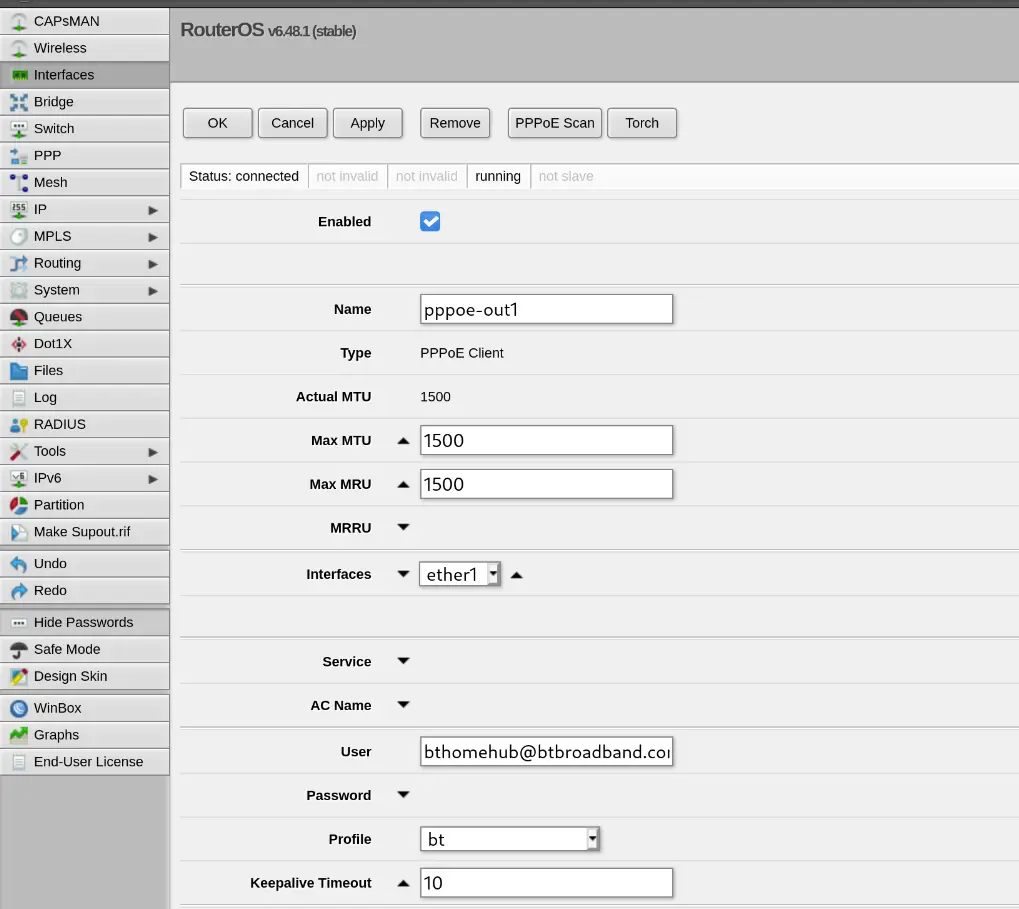 RouterOS v6.48.1 (stable)
CAPsMAN
Wireless
Interfaces
Bridge
Switch
PPP
Mesh
IP
MPLS
Routing
System
Queues
Dot1X
Files
Log
RADIUS
Tools
IPv6
Partition
Make Supout.rif
Undo
Redo
Hide Passwords
Safe Mode
Design Skin
WinBox
Graphs
End-User License
OK Cancel Apply Remove PPPoE Scan Torch
Status: connected not invalid not invalid running not slave
Enabled
Name pppoe-out1
Type PPPoE Client
Actual MTU 1500
Max MTU 1500
Max MRU 1500
MRRU
Interfaces ether1
Service
AC Name
User bthomehub@btbroadband.co
Password
Profile bt
Keepalive Timeout 10